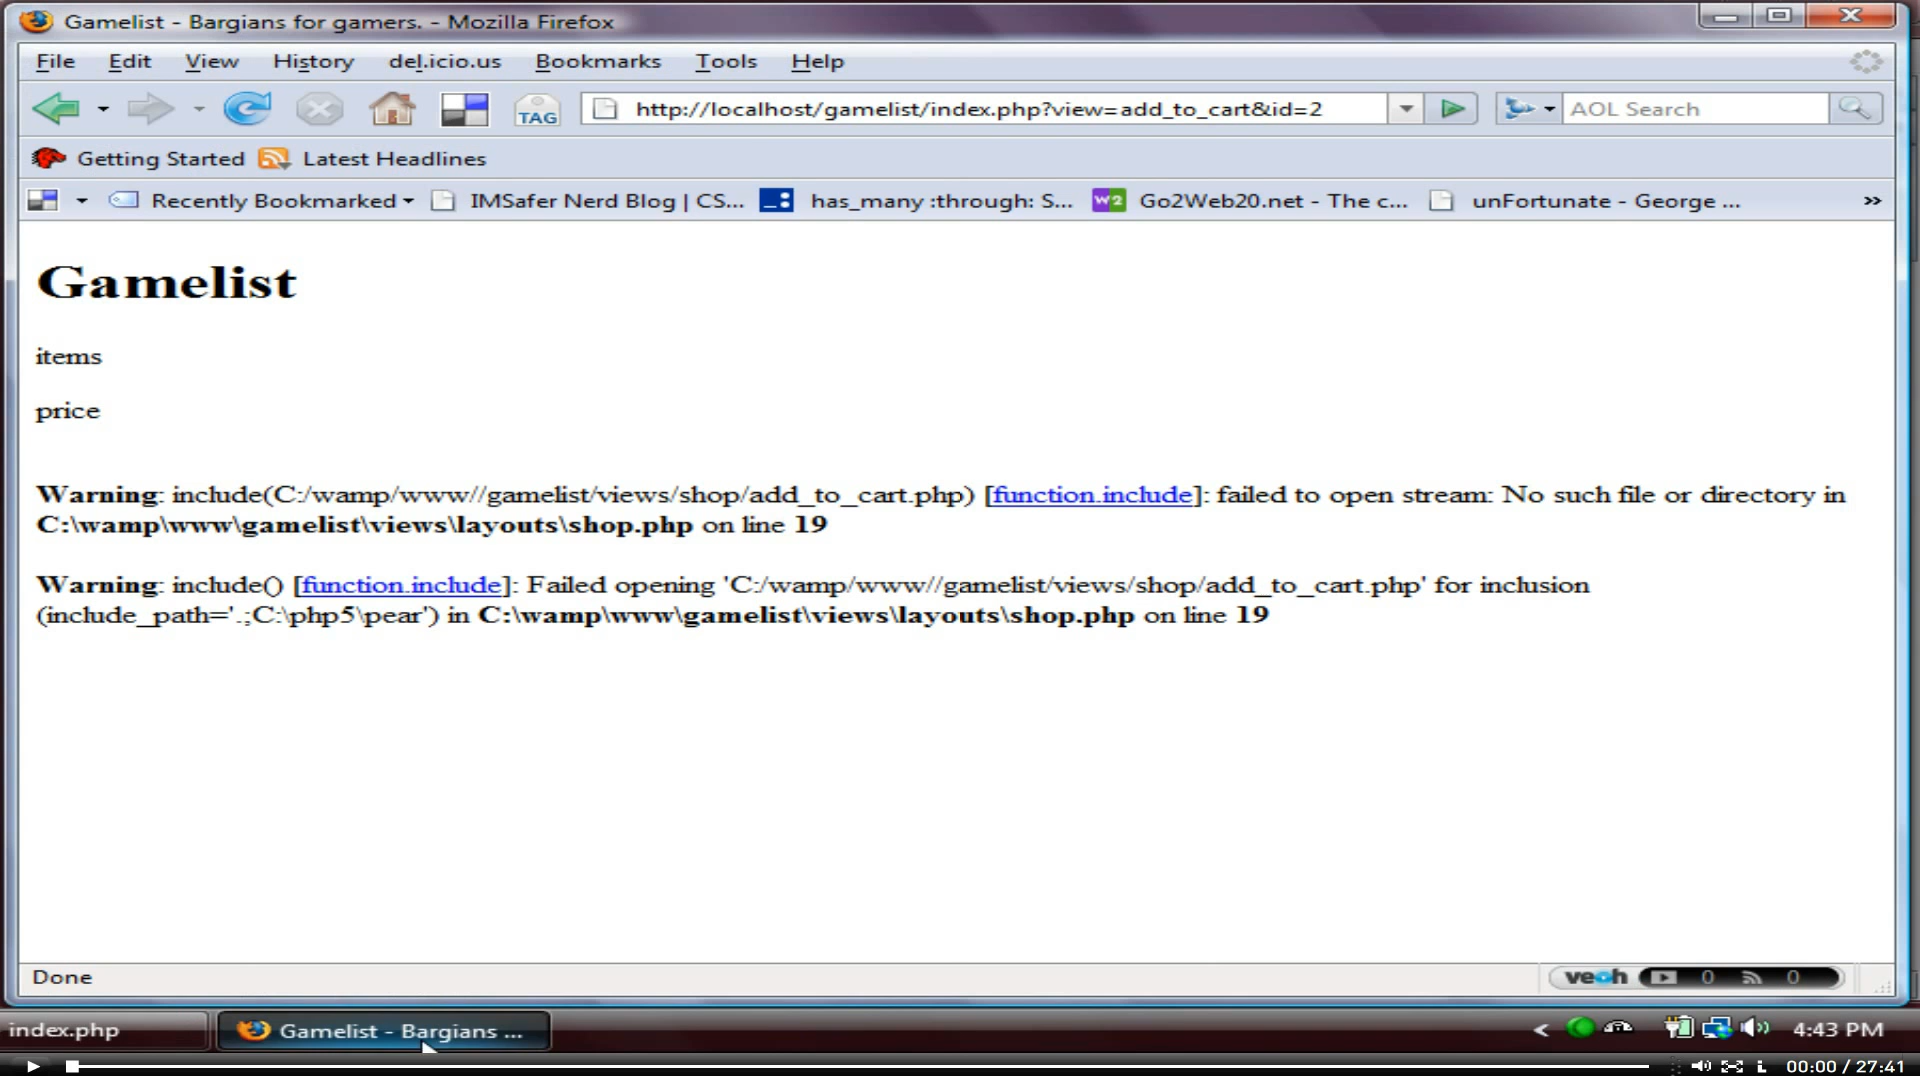 Gamelist - Bargians for gamers. - Mozilla Firefox
File Edit View History del.icio.us Bookmarks Tools Help
TAG http://localhost/gamelist/index.php?view=add_to_cart&id=2 AOL Search
Getting Started Latest Headlines
Recently Bookmarked IMSafer Nerd Blog | CS... _: has_many :through: S... W2 Go2Web20.net - The c... unFortunate - George ... »
Gamelist
items
price
Warning: include(C:/wamp/www//gamelist/views/shop/add_to_cart.php) [function.include]: failed to open stream: No such file or directory in
C:\wamp\www\gamelist\views\layouts\shop.php on line 19
Warning: include() [function.include]: Failed opening 'C:/wamp/www//gamelist/views/shop/add_to_cart.php' for inclusion
(include_path='.;C:\php5\pear') in C:\wamp\www\gamelist\views\layouts\shop.php on line 19
Done veoh 0 0
index.php Gamelist - Bargians ... < 4:43 PM
00:00 / 27:41